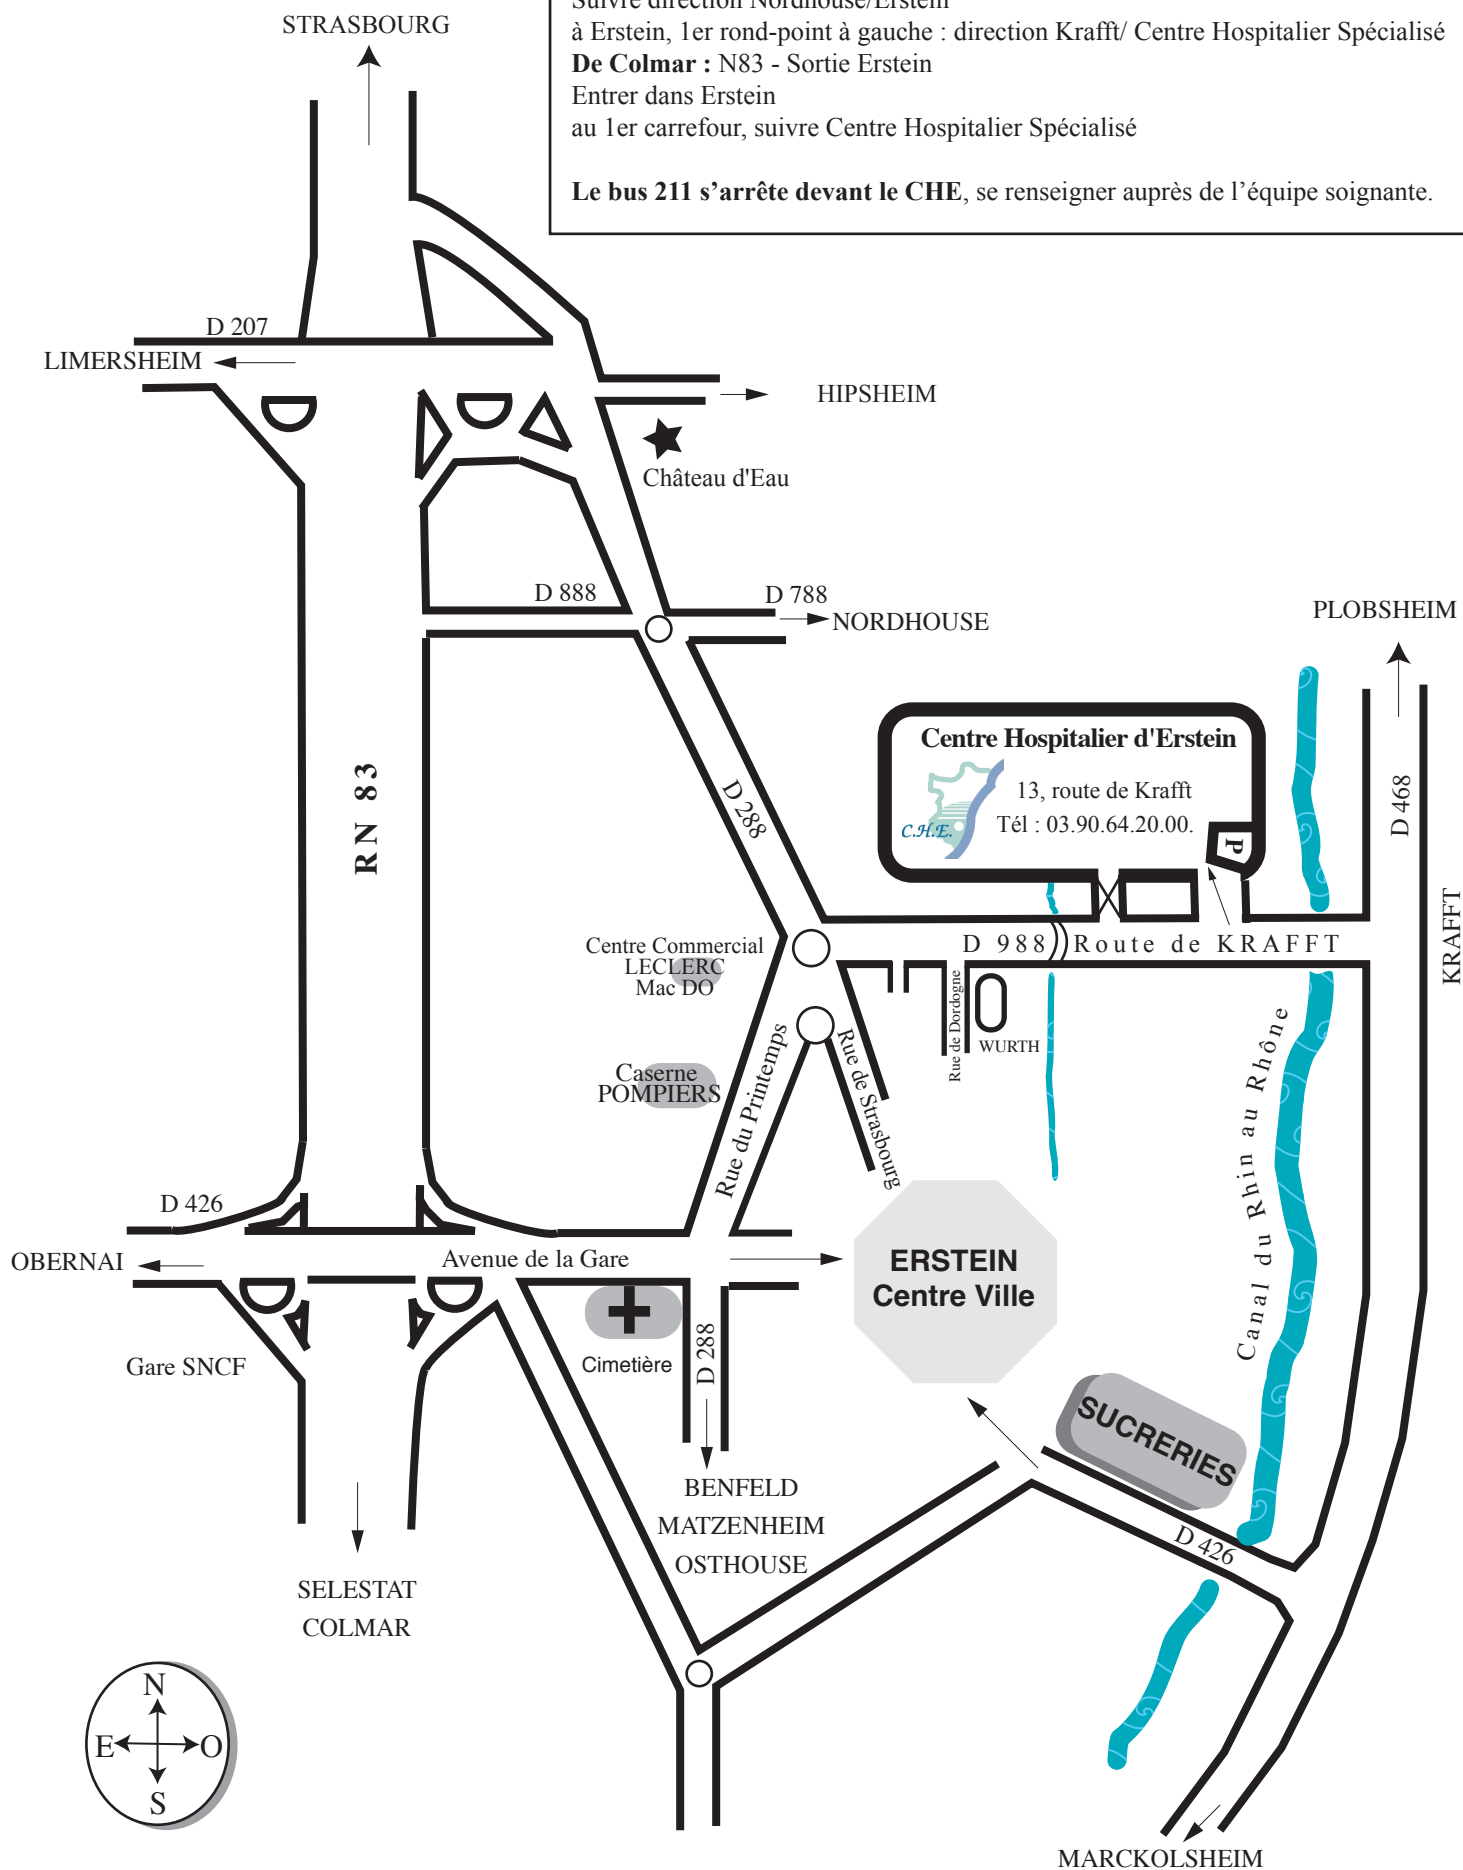 Suivre direction Nordhouse/Erstein
à Erstein, 1er rond-point à gauche : direction Krafft/ Centre Hospitalier Spécialisé
De Colmar : N83 - Sortie Erstein
Entrer dans Erstein
au 1er carrefour, suivre Centre Hospitalier Spécialisé
Le bus 211 s’arrête devant le CHE, se renseigner auprès de l’équipe soignante.
STRASBOURG
D 207
LIMERSHEIM
HIPSHEIM
Château d'Eau
D 888
D 788
NORDHOUSE
PLOBSHEIM
RN 83
D 288
Centre Hospitalier d'Erstein
13, route de Krafft
Tél : 03.90.64.20.00.
C.H.E.
P
D 468
KRAFFT
D 988 Route de KRAFFT
Centre Commercial
LECLERC
Mac DO
Rue de Dordogne
WURTH
Caserne
POMPIERS
Rue du Printemps
Rue de Strasbourg
Canal du Rhin au Rhône
D 426
OBERNAI
Avenue de la Gare
ERSTEIN
Centre Ville
Gare SNCF
Cimetière
D 288
SUCRERIES
BENFELD
MATZENHEIM
OSTHOUSE
D 426
SELESTAT
COLMAR
N
E O
S
MARCKOLSHEIM